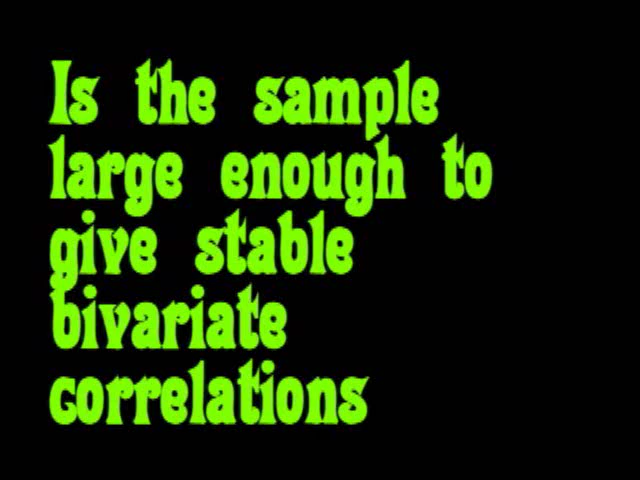 Is the sample
large enough to
give stable
bivariate
correlations